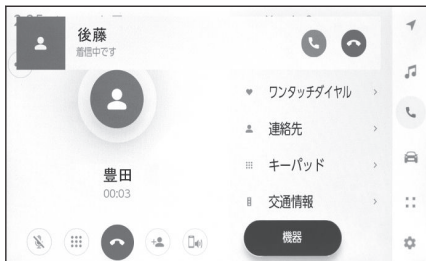 後藤
着信中です
ワンタッチダイヤル
連絡先
豊田
00:03
キーパッド
交通情報
機器